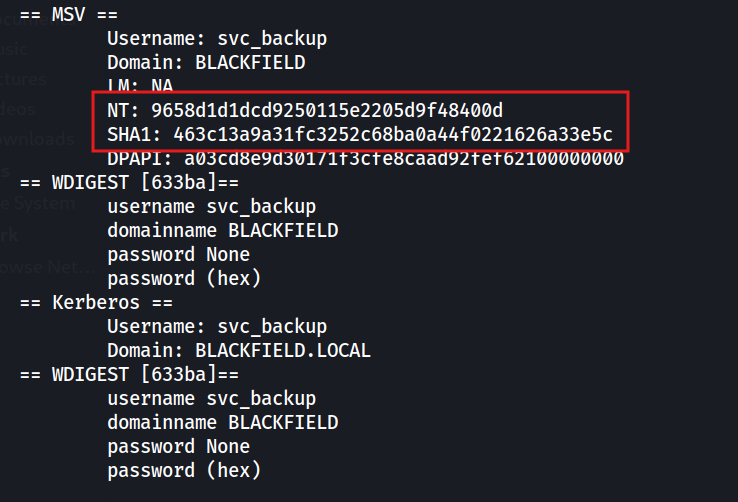 == MSV ==
Username: svc_backup
Domain: BLACKFIELD
LM: NA
NT: 9658d1d1dcd9250115e2205d9f48400d
SHA1: 463c13a9a31fc3252c68ba0a44f0221626a33e5c
DPAPI: a03cd8e9d30171f3cfe8caad92fef62100000000
== WDIGEST [633ba]==
username svc_backup
domainname BLACKFIELD
password None
password (hex)
== Kerberos ==
Username: svc_backup
Domain: BLACKFIELD.LOCAL
== WDIGEST [633ba]==
username svc_backup
domainname BLACKFIELD
password None
password (hex)